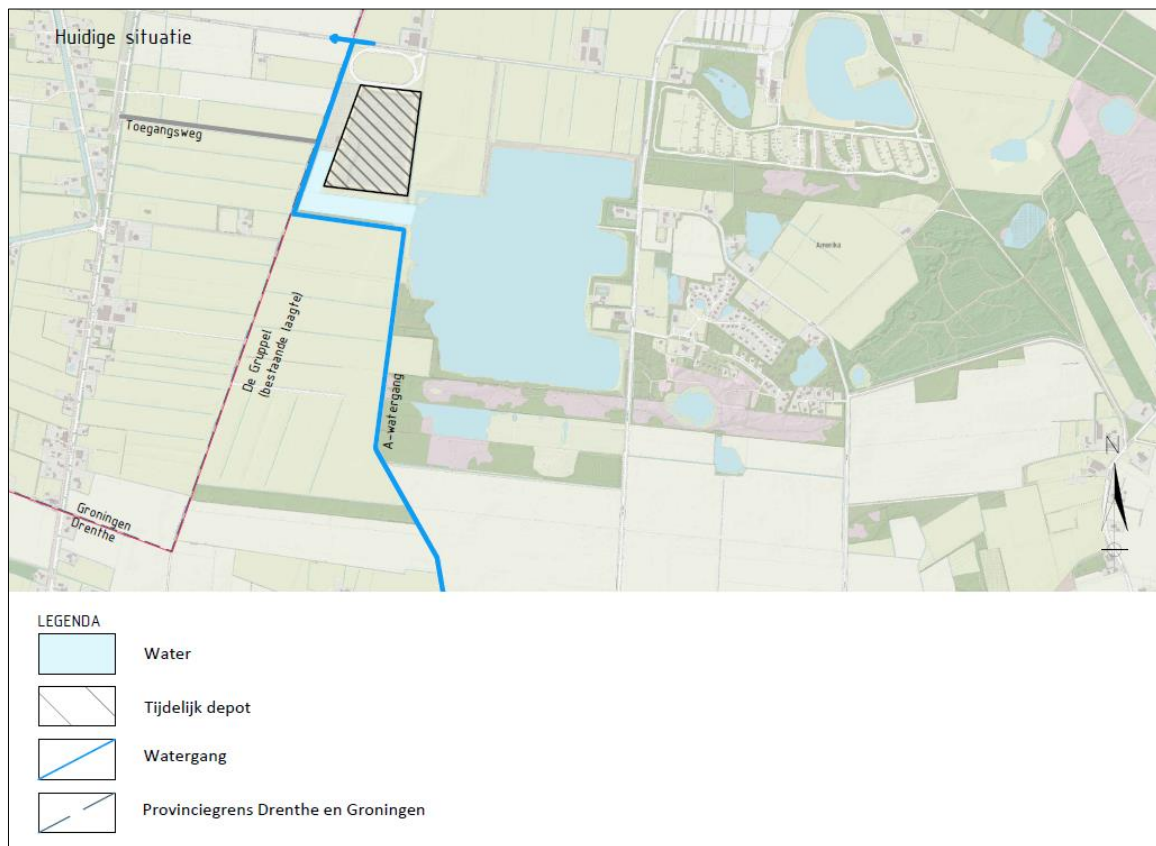 Huidige situatie
Toegangsweg
De Gruppel
(bestaande laagte)
A-watergang
Amerika
Groningen
Drenthe
N
LEGENDA
Water
Tijdelijk depot
Watergang
Provinciegrens Drenthe en Groningen